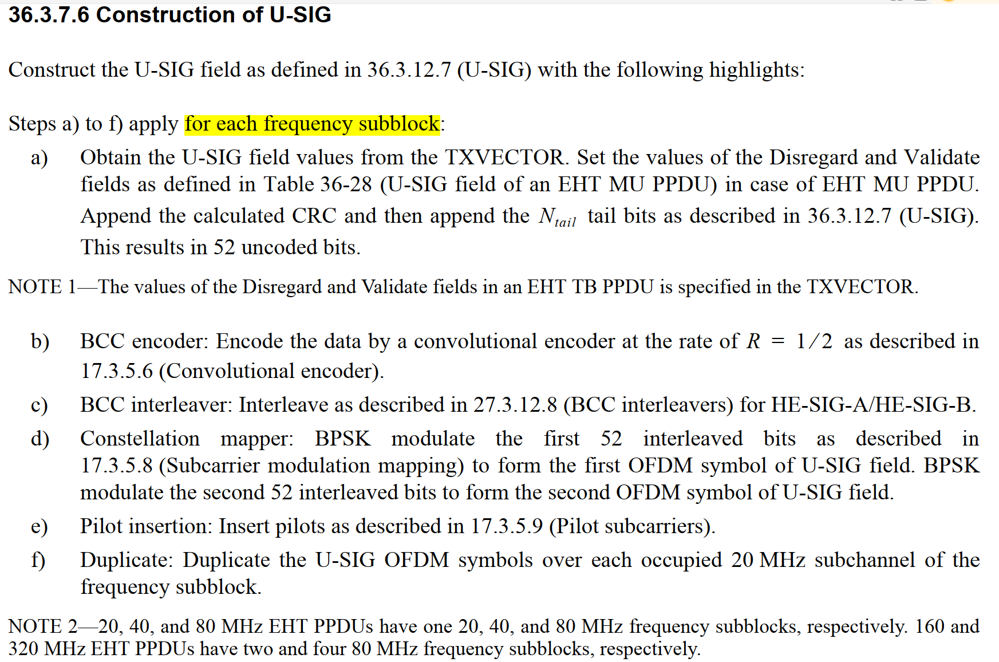 36.3.7.6 Construction of U-SIG
Construct the U-SIG field as defined in 36.3.12.7 (U-SIG) with the following highlights:
Steps a) to f) apply for each frequency subblock:
a) Obtain the U-SIG field values from the TXVECTOR. Set the values of the Disregard and Validate
fields as defined in Table 36-28 (U-SIG field of an EHT MU PPDU) in case of EHT MU PPDU.
Append the calculated CRC and then append the N_tail tail bits as described in 36.3.12.7 (U-SIG).
This results in 52 uncoded bits.
NOTE 1—The values of the Disregard and Validate fields in an EHT TB PPDU is specified in the TXVECTOR.
b) BCC encoder: Encode the data by a convolutional encoder at the rate of R = 1/2 as described in
17.3.5.6 (Convolutional encoder).
c) BCC interleaver: Interleave as described in 27.3.12.8 (BCC interleavers) for HE-SIG-A/HE-SIG-B.
d) Constellation mapper: BPSK modulate the first 52 interleaved bits as described in
17.3.5.8 (Subcarrier modulation mapping) to form the first OFDM symbol of U-SIG field. BPSK
modulate the second 52 interleaved bits to form the second OFDM symbol of U-SIG field.
e) Pilot insertion: Insert pilots as described in 17.3.5.9 (Pilot subcarriers).
f) Duplicate: Duplicate the U-SIG OFDM symbols over each occupied 20 MHz subchannel of the
frequency subblock.
NOTE 2—20, 40, and 80 MHz EHT PPDUs have one 20, 40, and 80 MHz frequency subblocks, respectively. 160 and
320 MHz EHT PPDUs have two and four 80 MHz frequency subblocks, respectively.